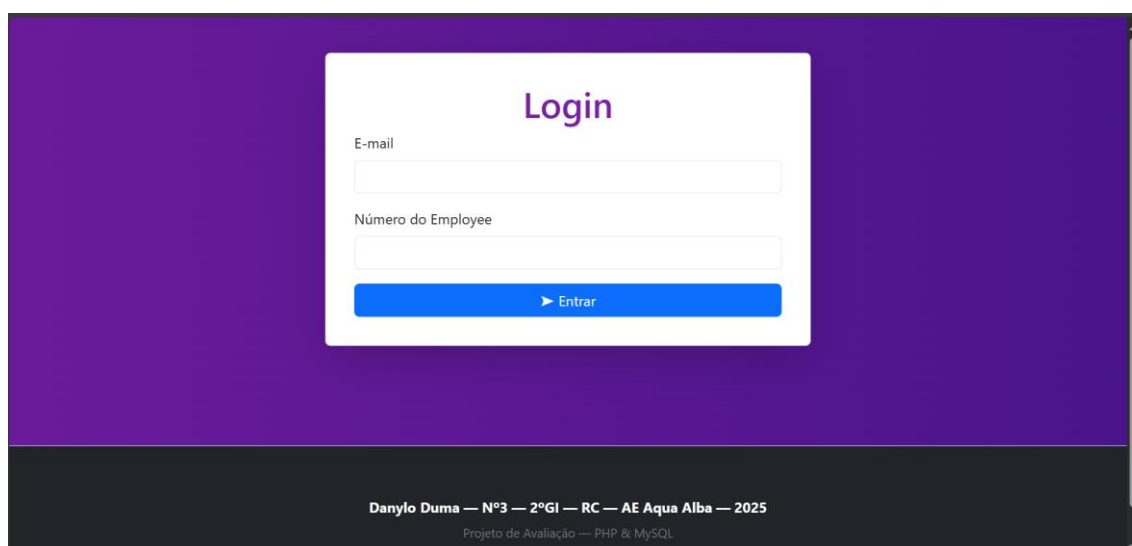 Login
E-mail
Número do Employee
➤ Entrar
Danylo Duma — Nº3 — 2ºGI — RC — AE Aqua Alba — 2025
Projeto de Avaliação — PHP & MySQL